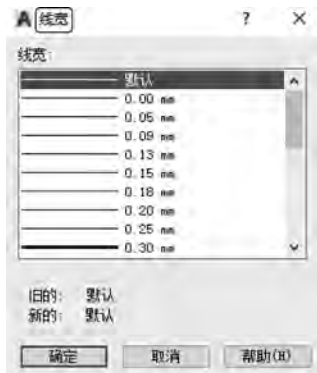 A 线宽 ? ×
线宽:
默认
0.00 mm
0.05 mm
0.09 mm
0.13 mm
0.15 mm
0.18 mm
0.20 mm
0.25 mm
0.30 mm
旧的: 默认
新的: 默认
确定 取消 帮助(H)